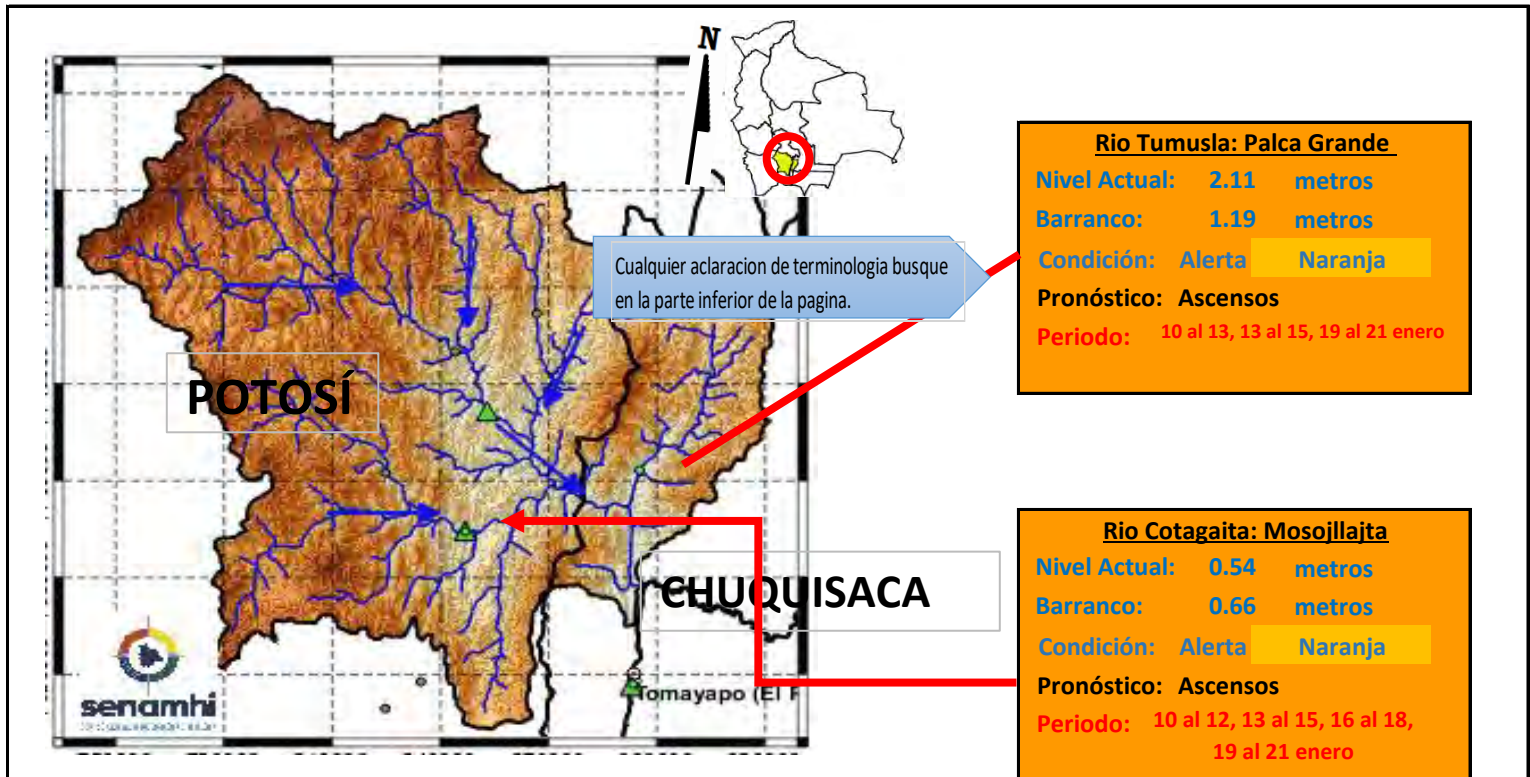 N
Cualquier aclaracion de terminologia busque
en la parte inferior de la pagina.
POTOSÍ
CHUQUISACA
Tomayapo (El
senamhi
Rio Tumusla: Palca Grande
Nivel Actual: 2.11 metros
Barranco: 1.19 metros
Condición: Alerta Naranja
Pronóstico: Ascensos
Periodo: 10 al 13, 13 al 15, 19 al 21 enero
Rio Cotagaita: Mosojllajta
Nivel Actual: 0.54 metros
Barranco: 0.66 metros
Condición: Alerta Naranja
Pronóstico: Ascensos
Periodo: 10 al 12, 13 al 15, 16 al 18,
19 al 21 enero